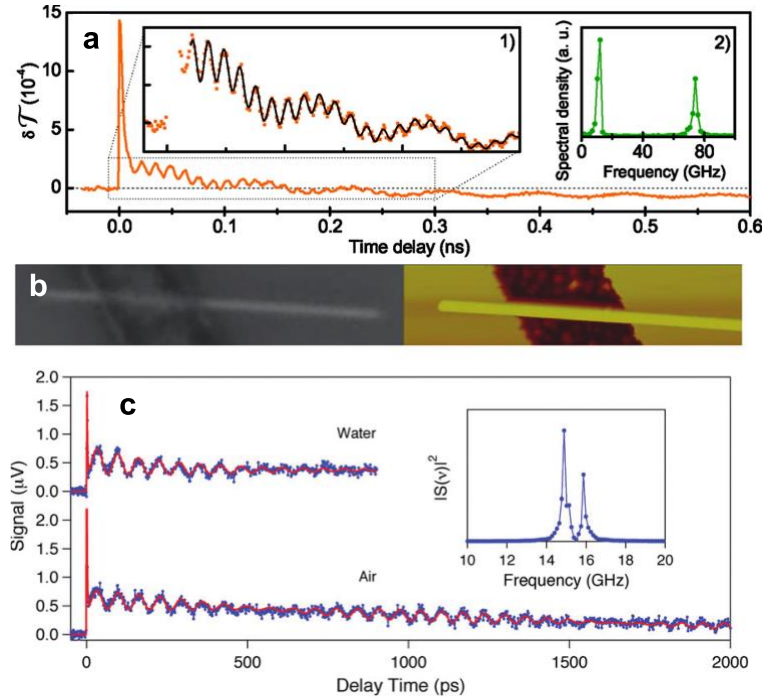 a
δ𝒯 (10⁻⁴)
15
10
5
0
0.0 0.1 0.2 0.3 0.4 0.5 0.6
Time delay (ns)
1)
2)
Spectral density (a. u.)
0 40 80
Frequency (GHz)
b
c
Signal (μV)
2.0
1.5
1.0
0.5
0.0
2.0
1.5
1.0
0.5
0.0
Water
Air
|S(ν)|²
10 12 14 16 18 20
Frequency (GHz)
0 500 1000 1500 2000
Delay Time (ps)